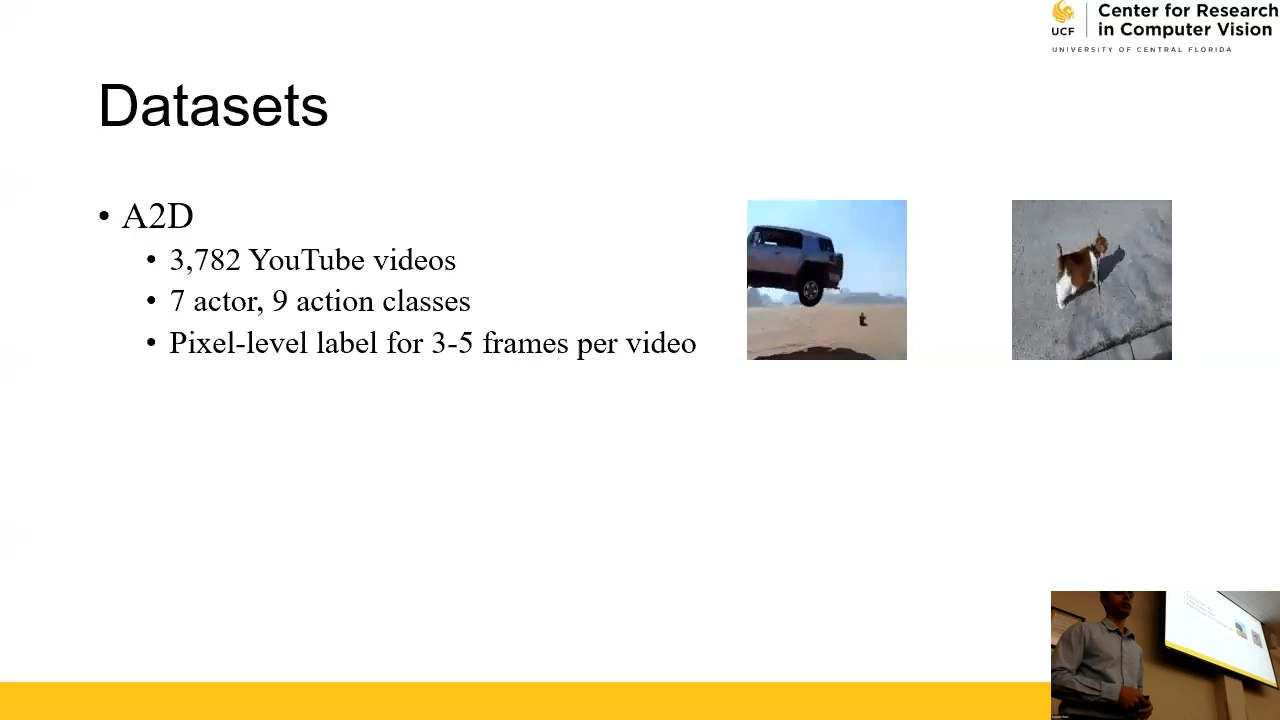 Center for Research
in Computer Vision
UCF
UNIVERSITY OF CENTRAL FLORIDA
Datasets
• A2D
• 3,782 YouTube videos
• 7 actor, 9 action classes
• Pixel-level label for 3-5 frames per video